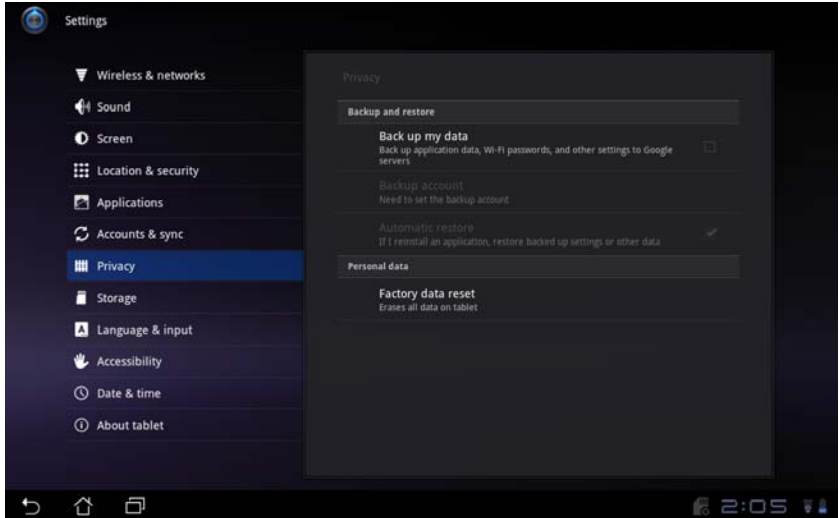 Settings
Wireless & networks
Sound
Screen
Location & security
Applications
Accounts & sync
Privacy
Storage
Language & input
Accessibility
Date & time
About tablet
Privacy
Backup and restore
Back up my data
Back up application data, Wi-Fi passwords, and other settings to Google
servers
Backup account
Need to set the backup account
Automatic restore
If I reinstall an application, restore backed up settings or other data
Personal data
Factory data reset
Erases all data on tablet
2:05